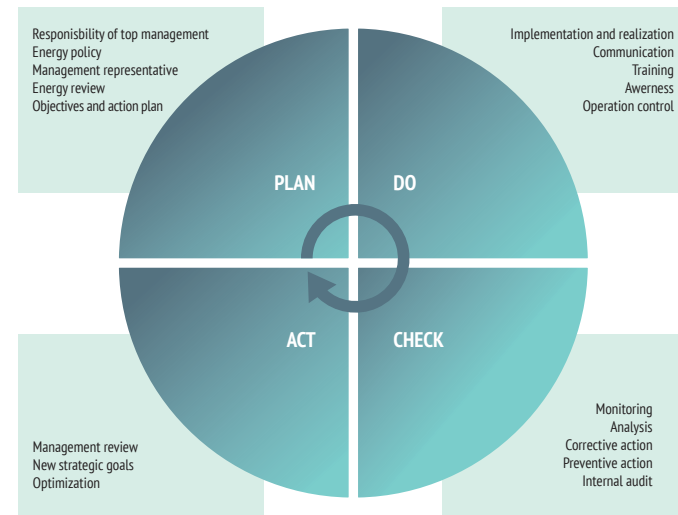 Responisbility of top management
Energy policy
Management representative
Energy review
Objectives and action plan
Implementation and realization
Communication
Training
Awerness
Operation control
PLAN
DO
ACT
CHECK
Management review
New strategic goals
Optimization
Monitoring
Analysis
Corrective action
Preventive action
Internal audit